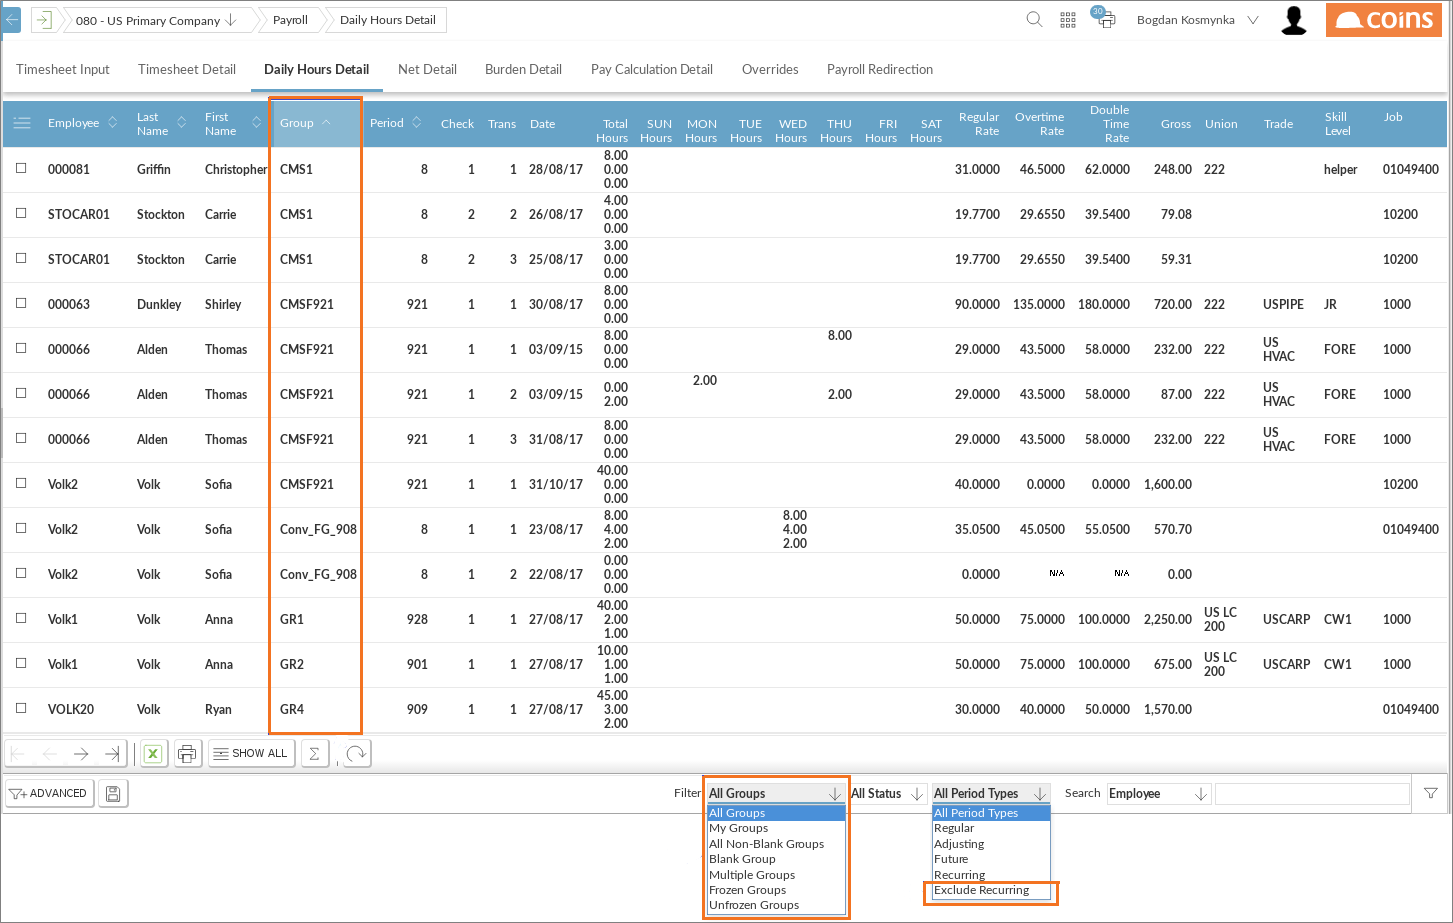 080 - US Primary Company Payroll Daily Hours Detail 30 Bogdan Kosmynka coins
Timesheet Input Timesheet Detail Daily Hours Detail Net Detail Burden Detail Pay Calculation Detail Overrides Payroll Redirection
Employee Last Name First Name Group Period Check Trans Date Total Hours SUN Hours MON Hours TUE Hours WED Hours THU Hours FRI Hours SAT Hours Regular Rate Overtime Rate Double Time Rate Gross Union Trade Skill Level Job
000081 Griffin Christopher CMS1 8 1 1 28/08/17 8.00 0.00 0.00 31.0000 46.5000 62.0000 248.00 222 helper 01049400
STOCAR01 Stockton Carrie CMS1 8 2 2 26/08/17 4.00 0.00 0.00 19.7700 29.6550 39.5400 79.08 10200
STOCAR01 Stockton Carrie CMS1 8 2 3 25/08/17 3.00 0.00 0.00 19.7700 29.6550 39.5400 59.31 10200
000063 Dunkley Shirley CMSF921 921 1 1 30/08/17 8.00 0.00 0.00 90.0000 135.0000 180.0000 720.00 222 USPIPE JR 1000
000066 Alden Thomas CMSF921 921 1 1 03/09/15 8.00 0.00 0.00 8.00 29.0000 43.5000 58.0000 232.00 222 US HVAC FORE 1000
000066 Alden Thomas CMSF921 921 1 2 03/09/15 0.00 2.00 2.00 2.00 29.0000 43.5000 58.0000 87.00 222 US HVAC FORE 1000
000066 Alden Thomas CMSF921 921 1 3 31/08/17 8.00 0.00 0.00 29.0000 43.5000 58.0000 232.00 222 US HVAC FORE 1000
Volk2 Volk Sofia CMSF921 921 1 1 31/10/17 40.00 0.00 0.00 40.0000 0.0000 0.0000 1,600.00 10200
Volk2 Volk Sofia Conv_FG_908 8 1 1 23/08/17 8.00 4.00 2.00 8.00 4.00 2.00 35.0500 45.0500 55.0500 570.70 01049400
Volk2 Volk Sofia Conv_FG_908 8 1 2 22/08/17 0.00 0.00 0.00 0.0000 N/A N/A 0.00
Volk1 Volk Anna GR1 928 1 1 27/08/17 40.00 2.00 1.00 50.0000 75.0000 100.0000 2,250.00 US LC 200 USCARP CW1 1000
Volk1 Volk Anna GR2 901 1 1 27/08/17 10.00 1.00 1.00 50.0000 75.0000 100.0000 675.00 US LC 200 USCARP CW1 1000
VOLK20 Volk Ryan GR4 909 1 1 27/08/17 45.00 3.00 2.00 30.0000 40.0000 50.0000 1,570.00 01049400
X SHOW ALL Σ
ADVANCED Filter All Groups All Status All Period Types Search Employee
All Groups All Period Types
My Groups Regular
All Non-Blank Groups Adjusting
Blank Group Future
Multiple Groups Recurring
Frozen Groups Exclude Recurring
Unfrozen Groups